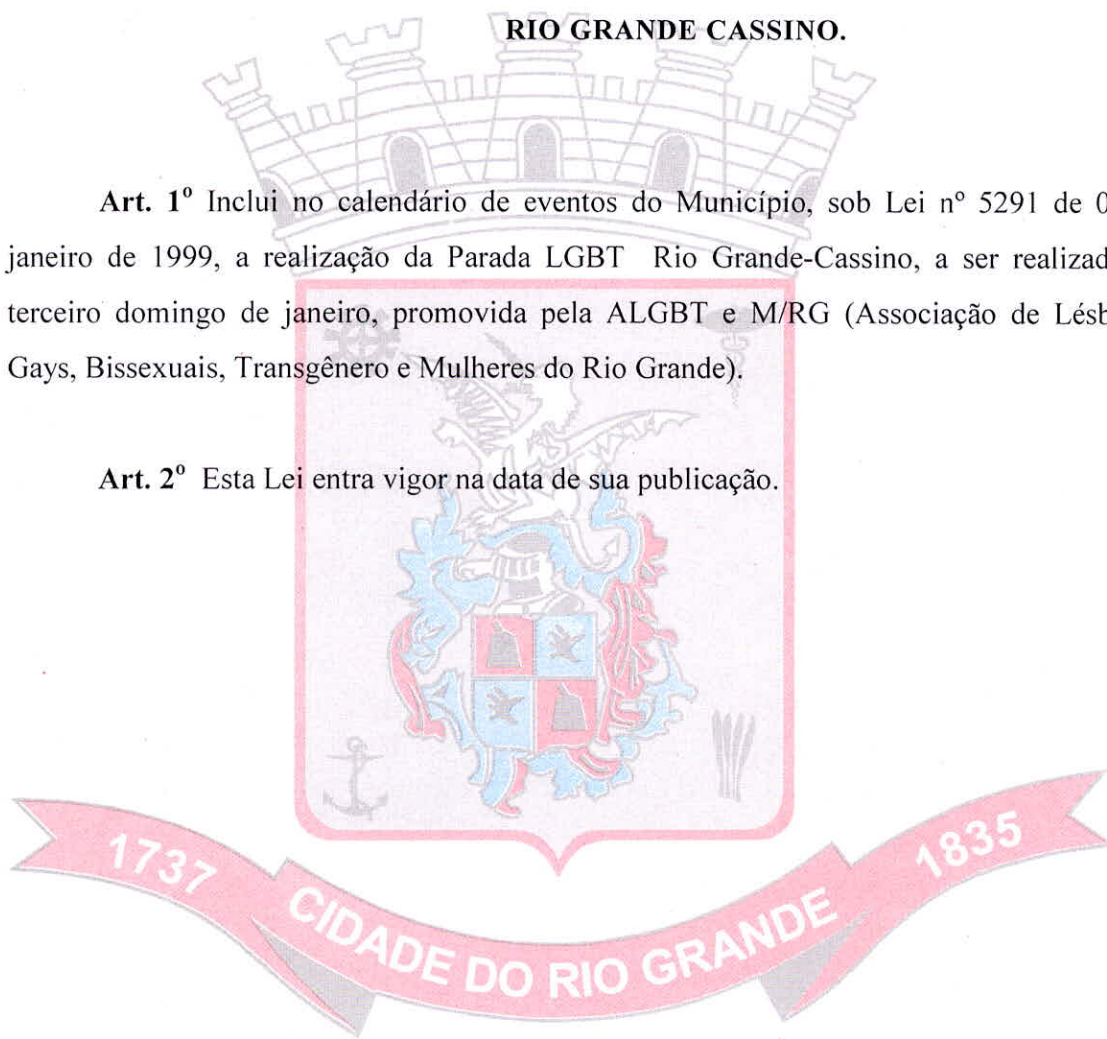 RIO GRANDE CASSINO.
Art. 1º Inclui no calendário de eventos do Município, sob Lei nº 5291 de 0
janeiro de 1999, a realização da Parada LGBT Rio Grande-Cassino, a ser realizad
terceiro domingo de janeiro, promovida pela ALGBT e M/RG (Associação de Lésb
Gays, Bissexuais, Transgênero e Mulheres do Rio Grande).
Art. 2º Esta Lei entra vigor na data de sua publicação.
1737 CIDADE DO RIO GRANDE 1835